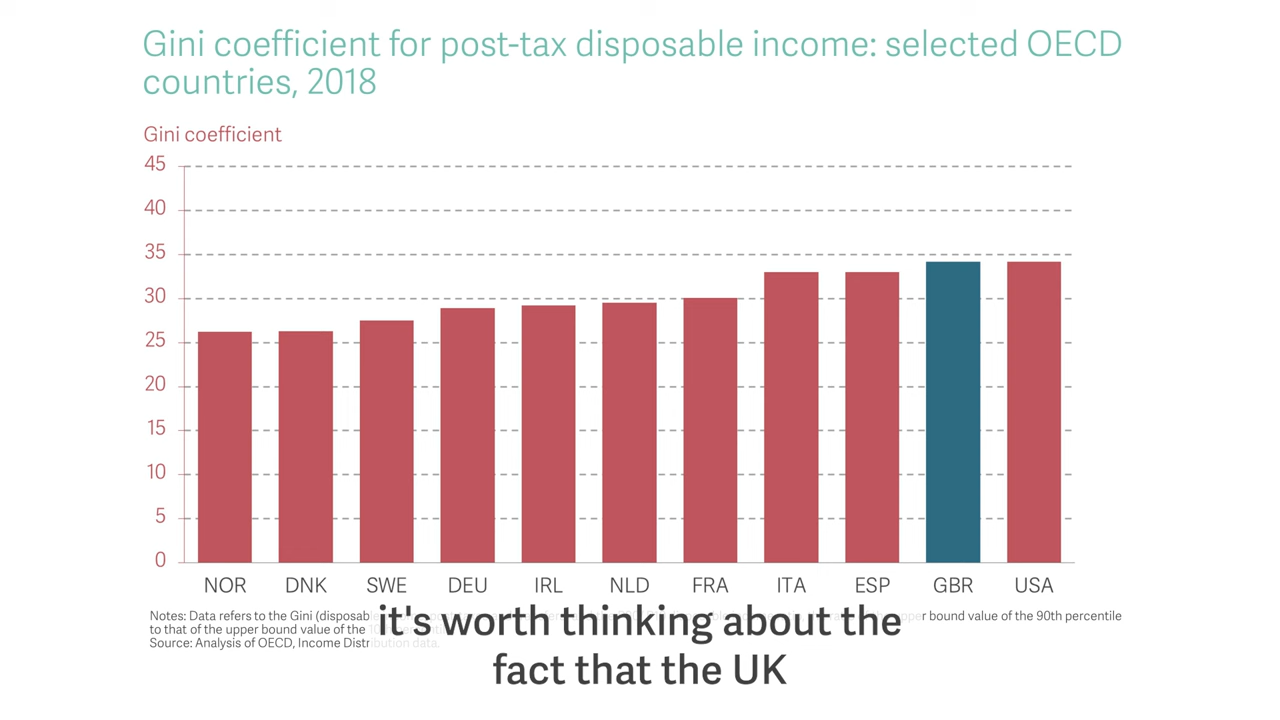 Gini coefficient for post-tax disposable income: selected OECD
countries, 2018
Gini coefficient
45
40
35
30
25
20
15
10
5
0
NOR DNK SWE DEU IRL NLD FRA ITA ESP GBR USA
Notes: Data refers to the Gini (disposable bound value of the 90th percentile
to that of the upper bound value of the
Source: Analysis of OECD, Income Distribution data.
it's worth thinking about the
fact that the UK